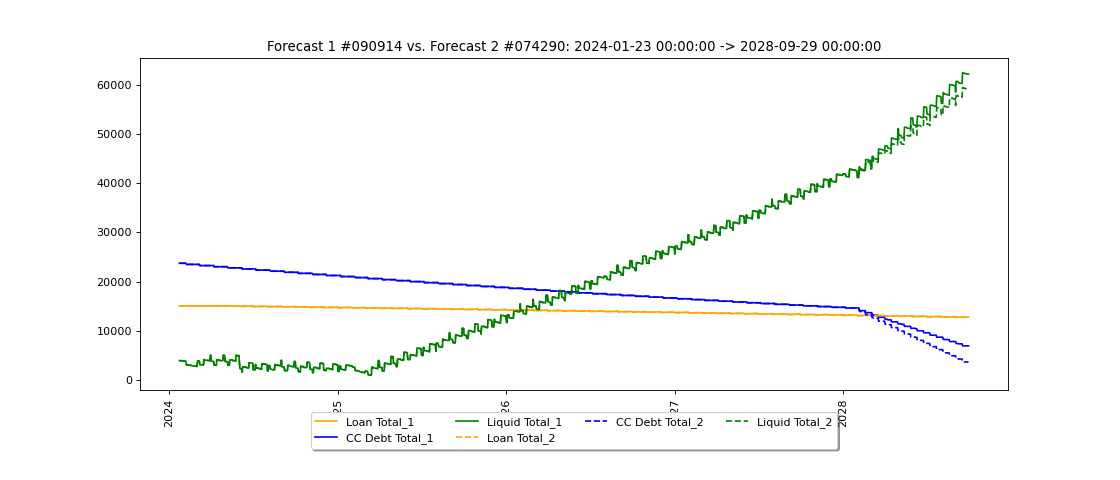 Forecast 1 #090914 vs. Forecast 2 #074290: 2024-01-23 00:00:00 -> 2028-09-29 00:00:00
60000
50000
40000
30000
20000
10000
0
2024
25
26
27
2028
Loan Total_1
Liquid Total_1
CC Debt Total_2
Liquid Total_2
CC Debt Total_1
Loan Total_2